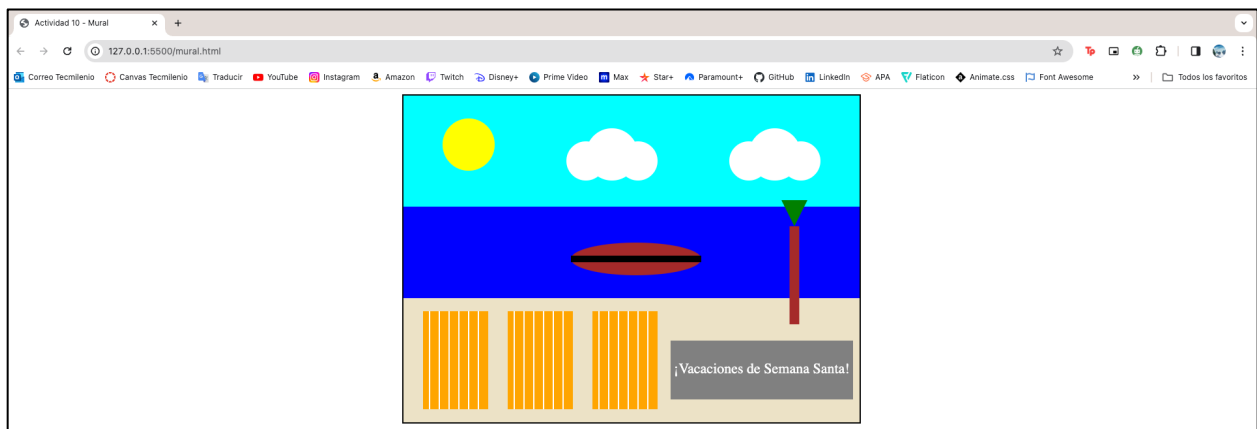 Actividad 10 - Mural
127.0.0.1:5500/mural.html
Correo Tecmilenio Canvas Tecmilenio Traducir YouTube Instagram Amazon Twitch Disney+ Prime Video Max Star+ Paramount+ GitHub LinkedIn APA Flaticon Animate.css Font Awesome » Todos los favoritos
¡Vacaciones de Semana Santa!